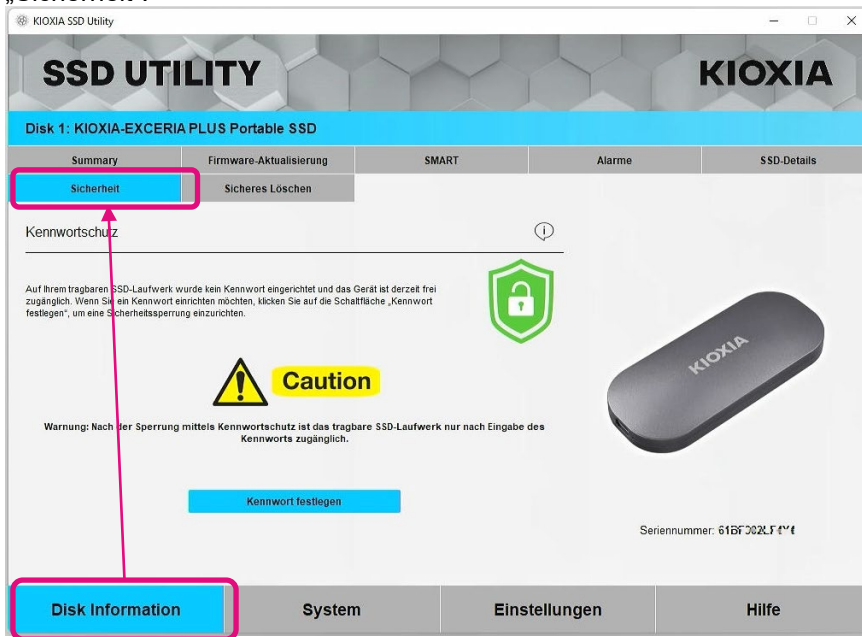 „Sicherheit“.
KIOXIA SSD Utility
SSD UTILITY
KIOXIA
Disk 1: KIOXIA-EXCERIA PLUS Portable SSD
Summary Firmware-Aktualisierung SMART Alarme SSD-Details
Sicherheit Sicheres Löschen
Kennwortschutz
Auf Ihrem tragbaren SSD-Laufwerk wurde kein Kennwort eingerichtet und das Gerät ist derzeit frei
zugänglich. Wenn Sie ein Kennwort einrichten möchten, klicken Sie auf die Schaltfläche „Kennwort
festlegen“, um eine Sicherheitssperrung einzurichten.
Caution
Warnung: Nach der Sperrung mittels Kennwortschutz ist das tragbare SSD-Laufwerk nur nach Eingabe des
Kennworts zugänglich.
Kennwort festlegen
KIOXIA
Seriennummer:
Disk Information System Einstellungen Hilfe